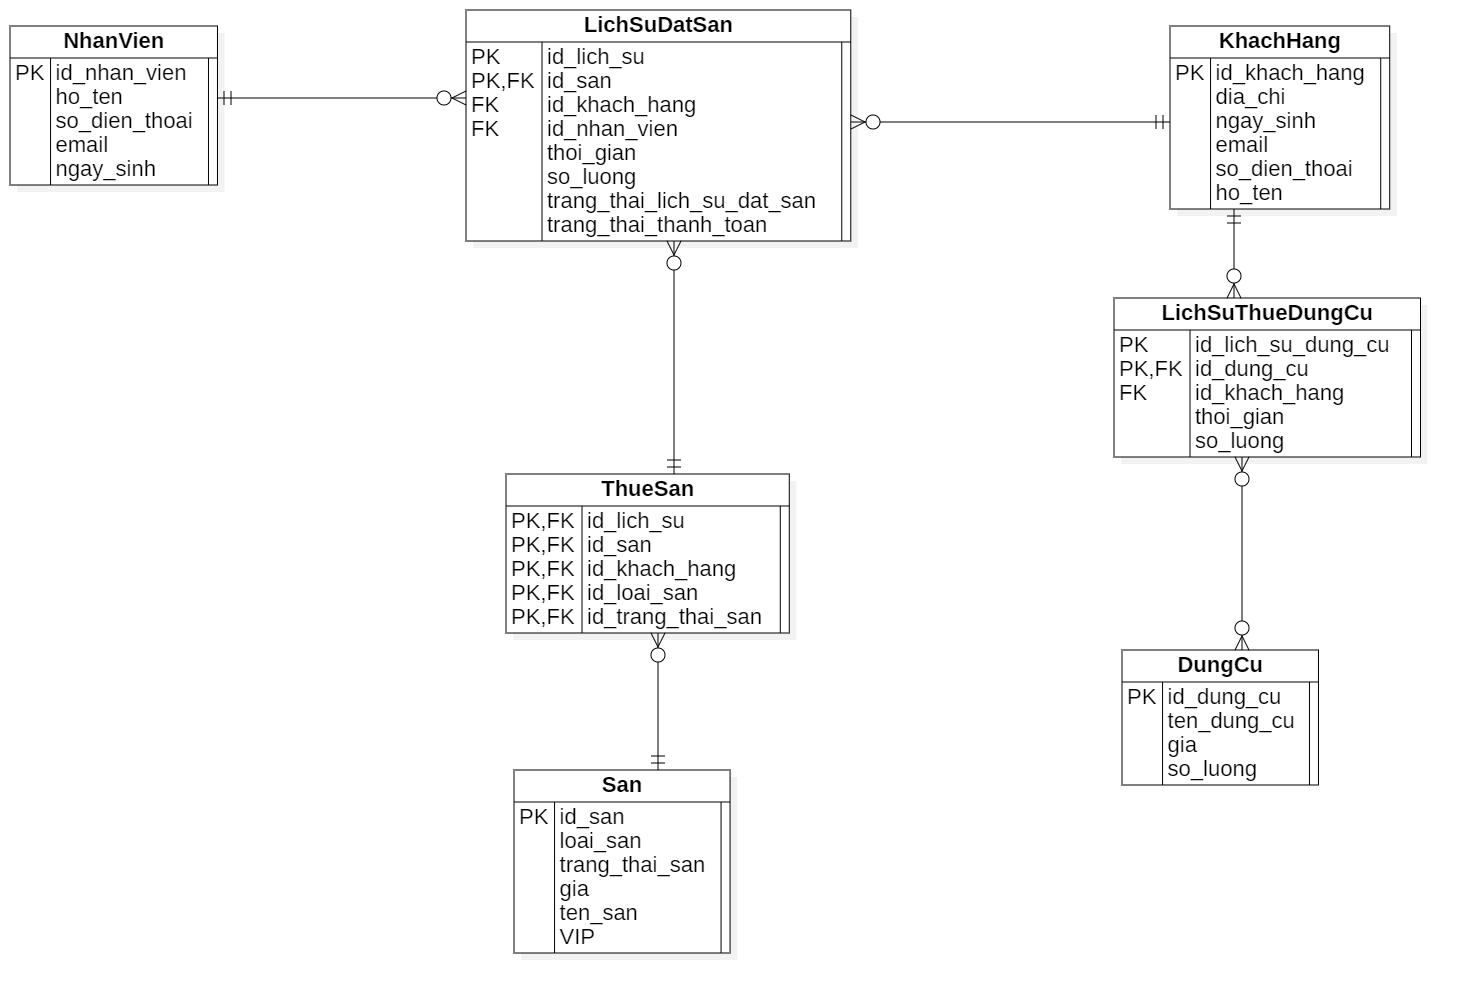 NhanVien
PK id_nhan_vien
ho_ten
so_dien_thoai
email
ngay_sinh
LichSuDatSan
PK id_lich_su
PK,FK id_san
FK id_khach_hang
FK id_nhan_vien
thoi_gian
so_luong
trang_thai_lich_su_dat_san
trang_thai_thanh_toan
KhachHang
PK id_khach_hang
dia_chi
ngay_sinh
email
so_dien_thoai
ho_ten
LichSuThueDungCu
PK id_lich_su_dung_cu
PK,FK id_dung_cu
FK id_khach_hang
thoi_gian
so_luong
ThueSan
PK,FK id_lich_su
PK,FK id_san
PK,FK id_khach_hang
PK,FK id_loai_san
PK,FK id_trang_thai_san
DungCu
PK id_dung_cu
ten_dung_cu
gia
so_luong
San
PK id_san
loai_san
trang_thai_san
gia
ten_san
VIP